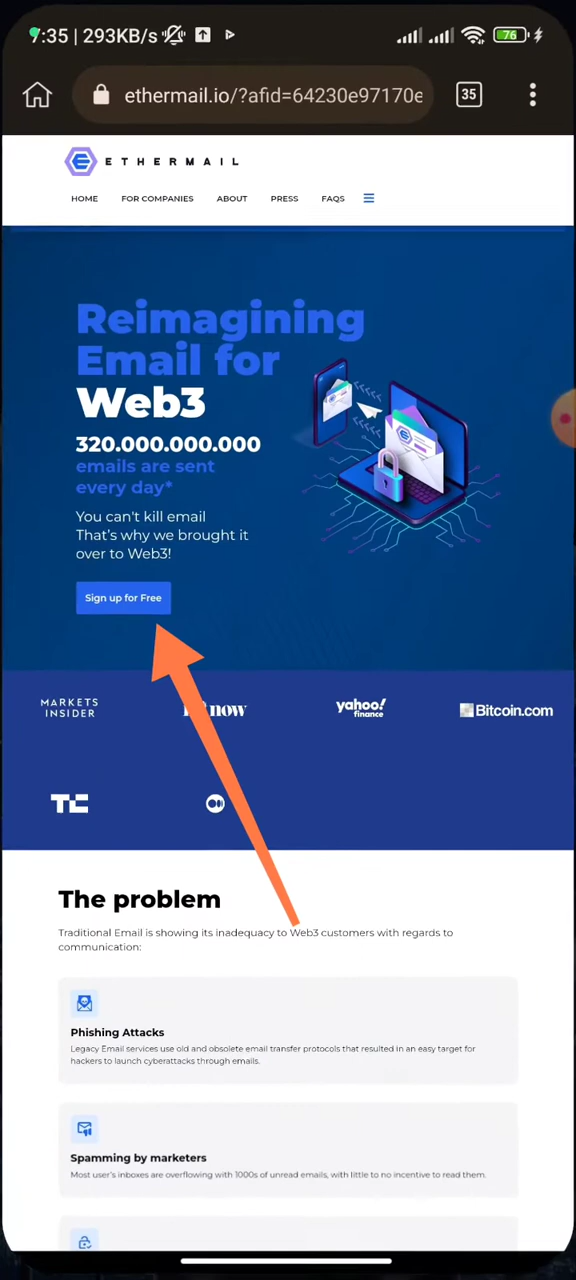 7:35 | 293KB/s
76
ethermail.io/?afid=64230e97170e
35
ETHERMAIL
HOME FOR COMPANIES ABOUT PRESS FAQS
Reimagining
Email for
Web3
320.000.000.000
emails are sent
every day*
You can't kill email
That's why we brought it
over to Web3!
Sign up for Free
MARKETS
INSIDER
now
yahoo!
finance
Bitcoin.com
TC
The problem
Traditional Email is showing its inadequacy to Web3 customers with regards to
communication:
Phishing Attacks
Legacy Email services use old and obsolete email transfer protocols that resulted in an easy target for
hackers to launch cyberattacks through emails.
Spamming by marketers
Most user's inboxes are overflowing with 1000s of unread emails, with little to no incentive to read them.